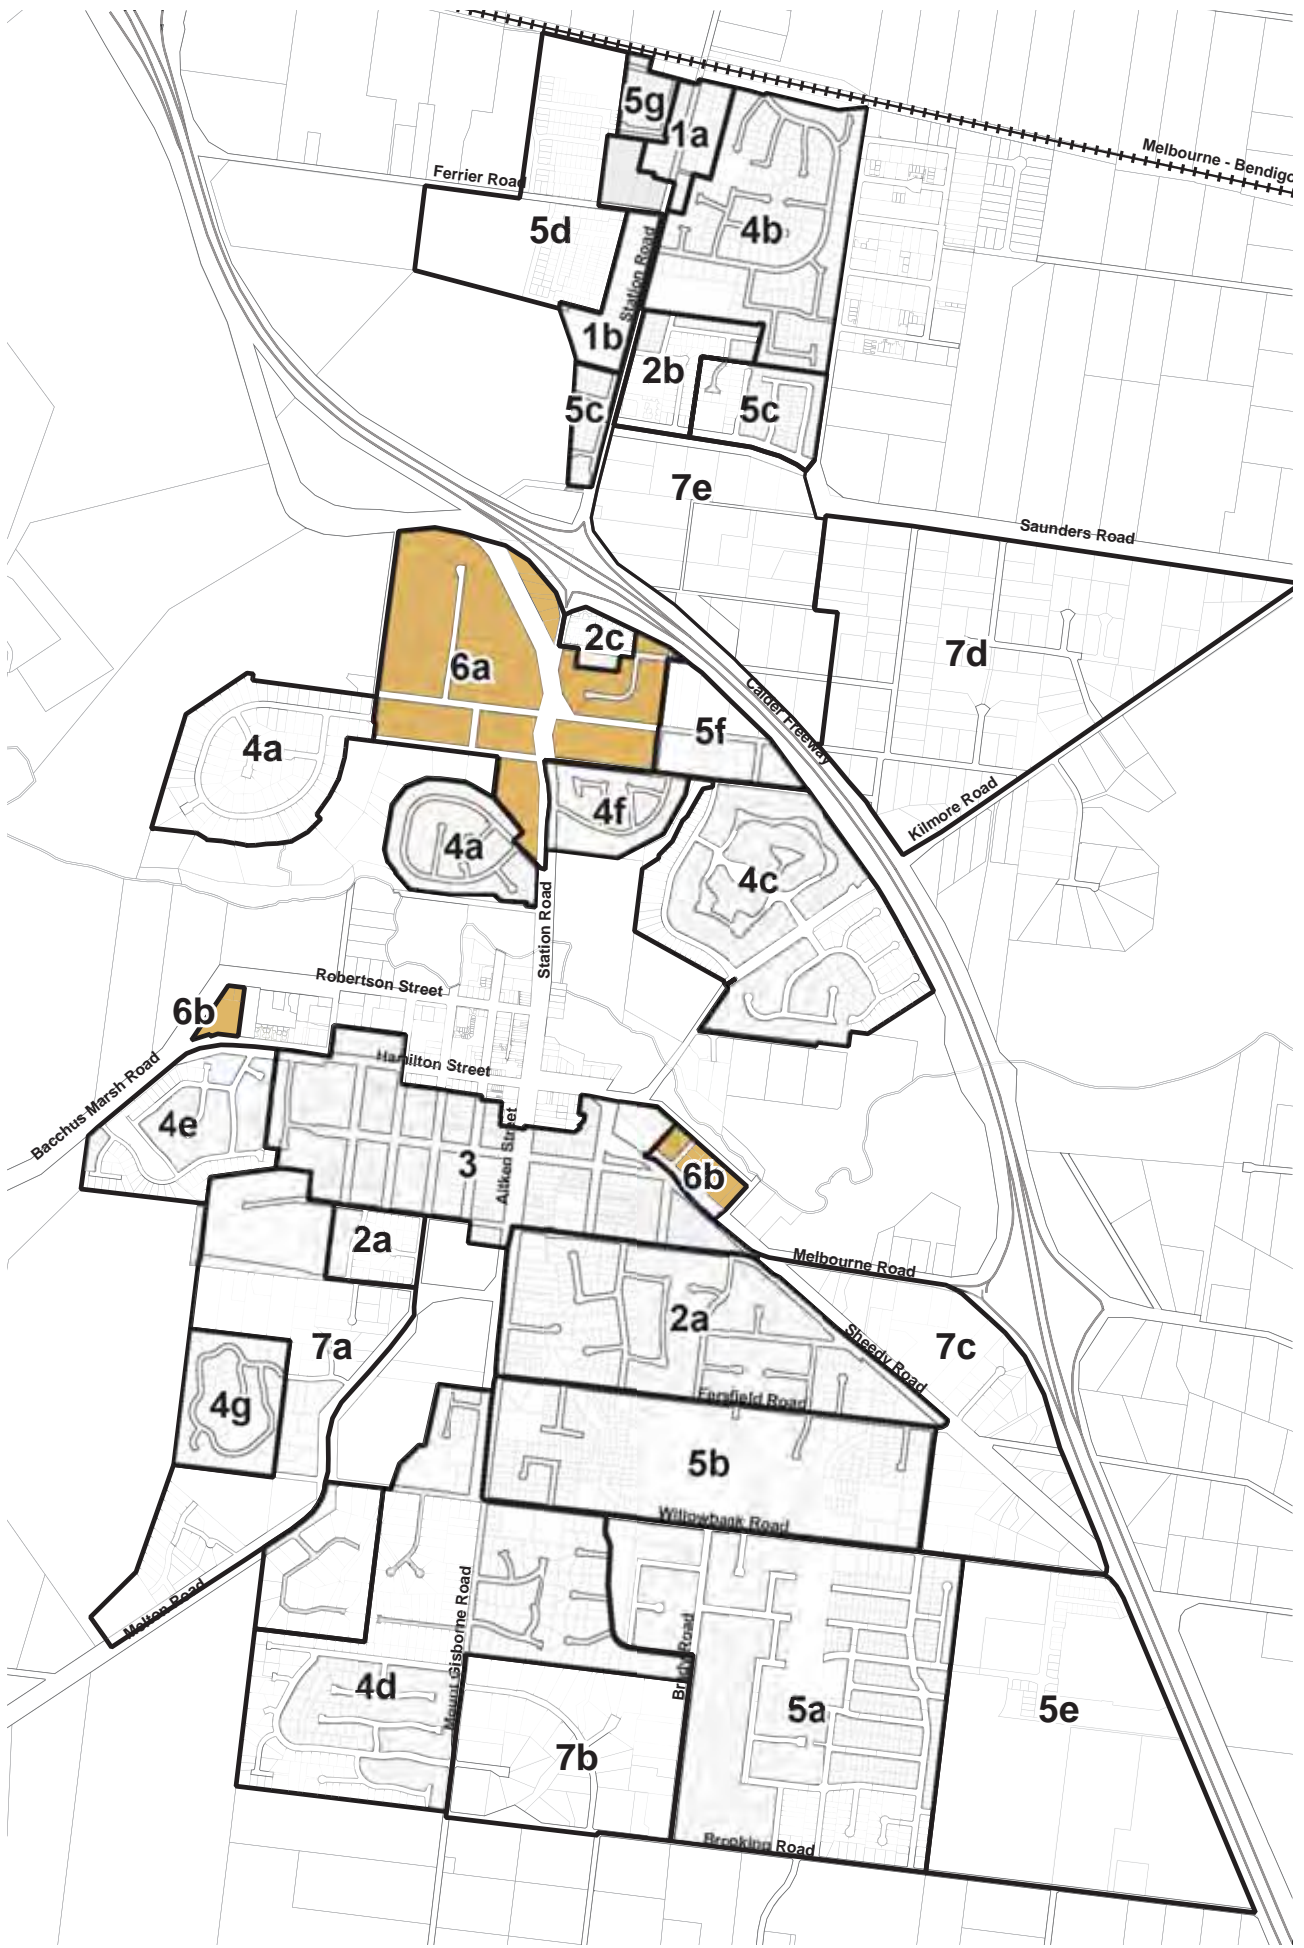 5g
1a
Melbourne - Bendigo
Ferrier Road
5d
4b
Station Road
1b
2b
5c
5c
7e
Saunders Road
2c
6a
7d
Calder Freeway
5f
4a
4f
Kilmore Road
4a
4c
Station Road
Robertson Street
6b
Hamilton Street
Bacchus Marsh Road
4e
Aitken Street
3
6b
2a
Melbourne Road
2a
Sheedy Road
7c
7a
4g
Fersfield Road
5b
Willowbank Road
Melton Road
Mount Gisborne Road
Brady Road
4d
5a
5e
7b
Brooking Road